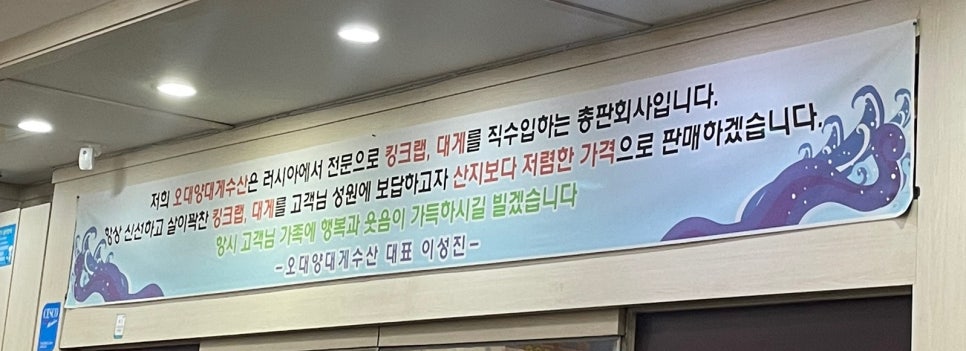 저희 오대양대게수산은 러시아에서 전문으로 킹크랩, 대게를 직수입하는 총판회사입니다.
항상 신선하고 살이꽉찬 킹크랩, 대게를 고객님 성원에 보답하고자 산지보다 저렴한 가격으로 판매하겠습니다.
항시 고객님 가족에 행복과 웃음이 가득하시길 빌겠습니다
-오대양대게수산 대표 이성진-
CESCO